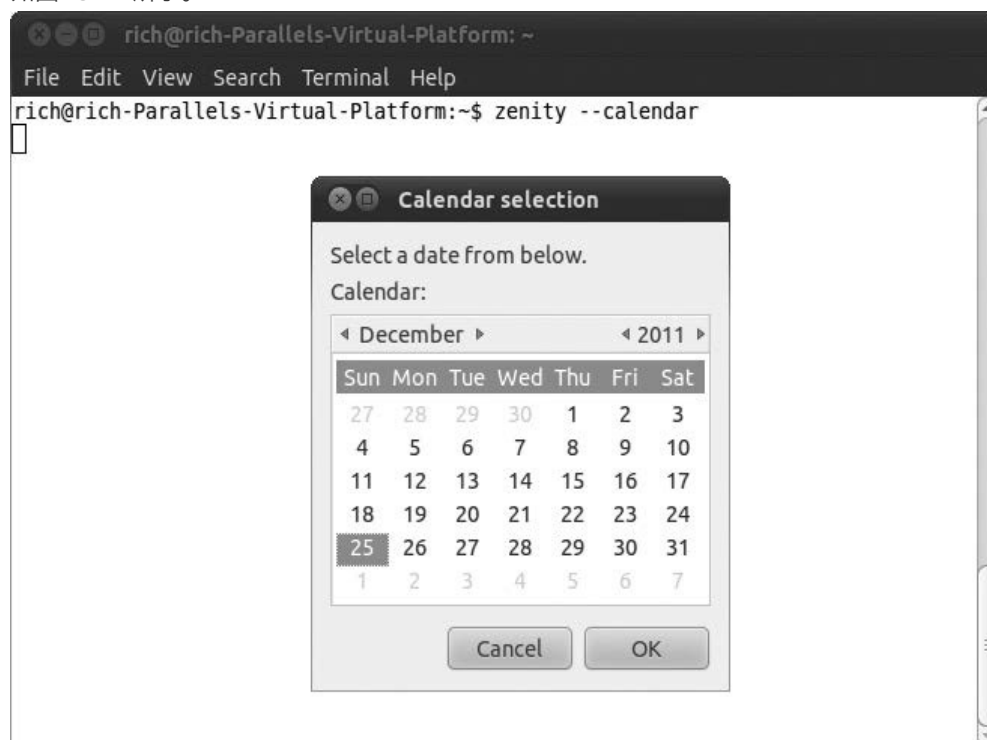 rich@rich-Parallels-Virtual-Platform: ~
File Edit View Search Terminal Help
rich@rich-Parallels-Virtual-Platform:~$ zenity --calendar
Calendar selection
Select a date from below.
Calendar:
December 2011
Sun Mon Tue Wed Thu Fri Sat
27 28 29 30 1 2 3
4 5 6 7 8 9 10
11 12 13 14 15 16 17
18 19 20 21 22 23 24
25 26 27 28 29 30 31
1 2 3 4 5 6 7
Cancel OK